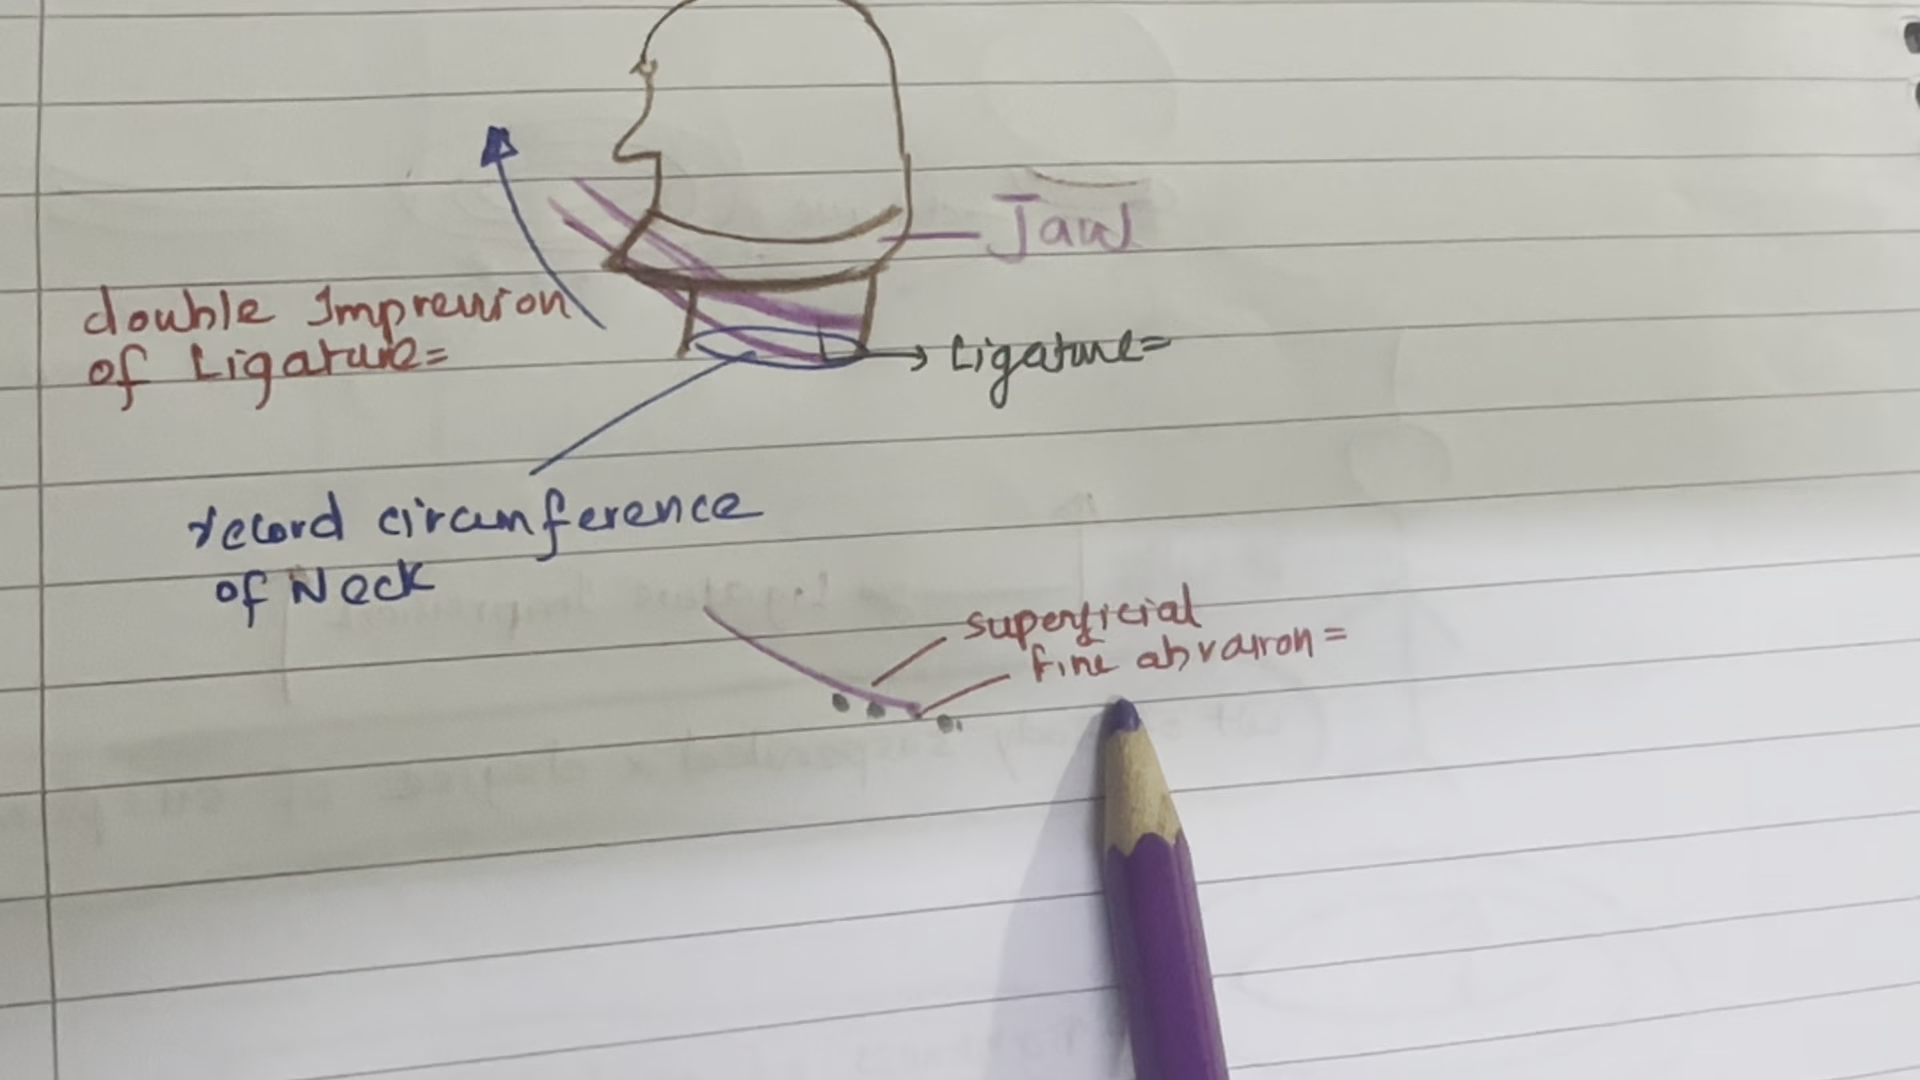 Jaw
double Impression
of Ligature=
Ligature=
record circumference
of Neck
superficial
fine abrasion=